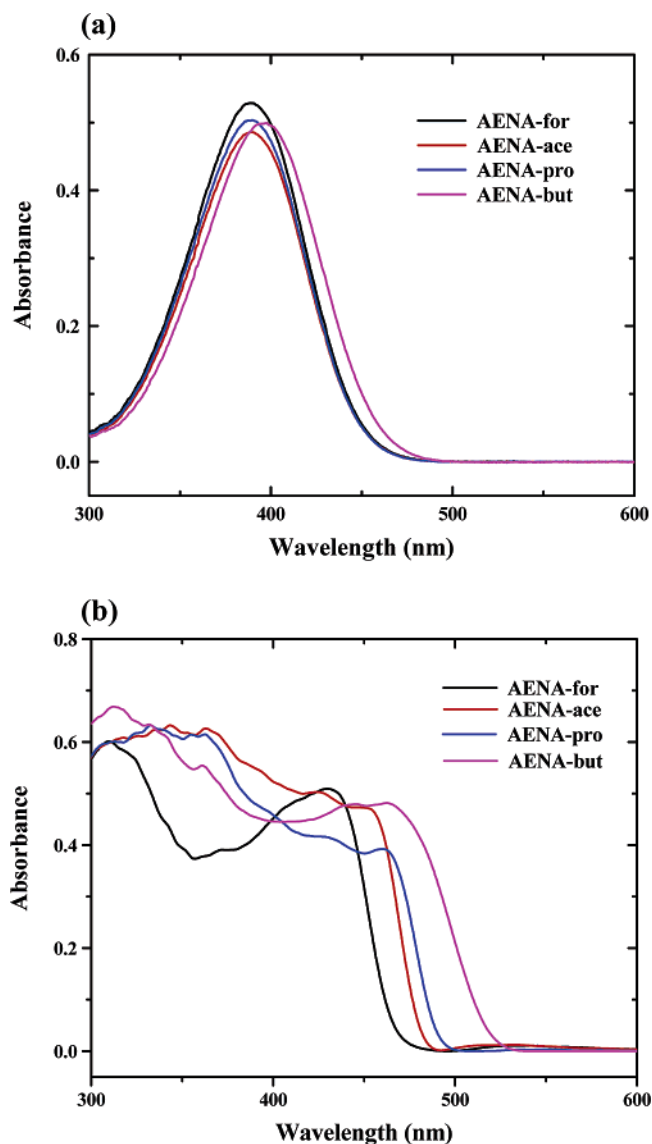 (a)
0.6
0.4
0.2
0.0
Absorbance
AENA-for
AENA-ace
AENA-pro
AENA-but
300
400
500
600
Wavelength (nm)
(b)
0.8
0.6
0.4
0.2
0.0
Absorbance
AENA-for
AENA-ace
AENA-pro
AENA-but
300
400
500
600
Wavelength (nm)